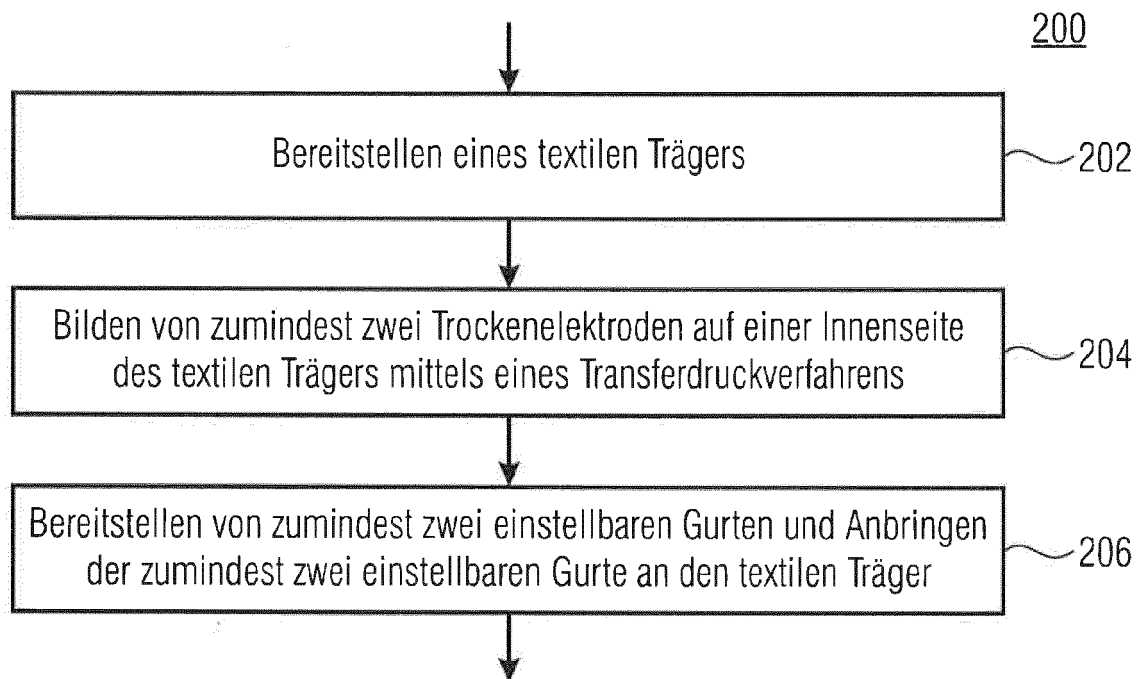 200
Bereitstellen eines textilen Trägers
202
Bilden von zumindest zwei Trockenelektroden auf einer Innenseite
des textilen Trägers mittels eines Transferdruckverfahrens
204
Bereitstellen von zumindest zwei einstellbaren Gurten und Anbringen
der zumindest zwei einstellbaren Gurte an den textilen Träger
206